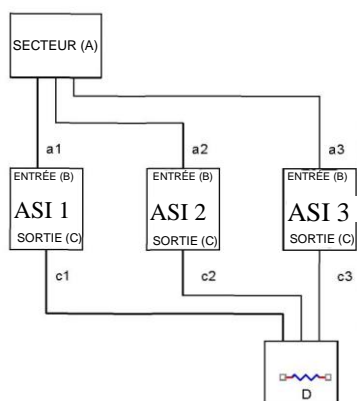 SECTEUR (A)
a1 a2 a3
ENTRÉE (B) ENTRÉE (B) ENTRÉE (B)
ASI 1 ASI 2 ASI 3
SORTIE (C) SORTIE (C) SORTIE (C)
c1 c2 c3
D